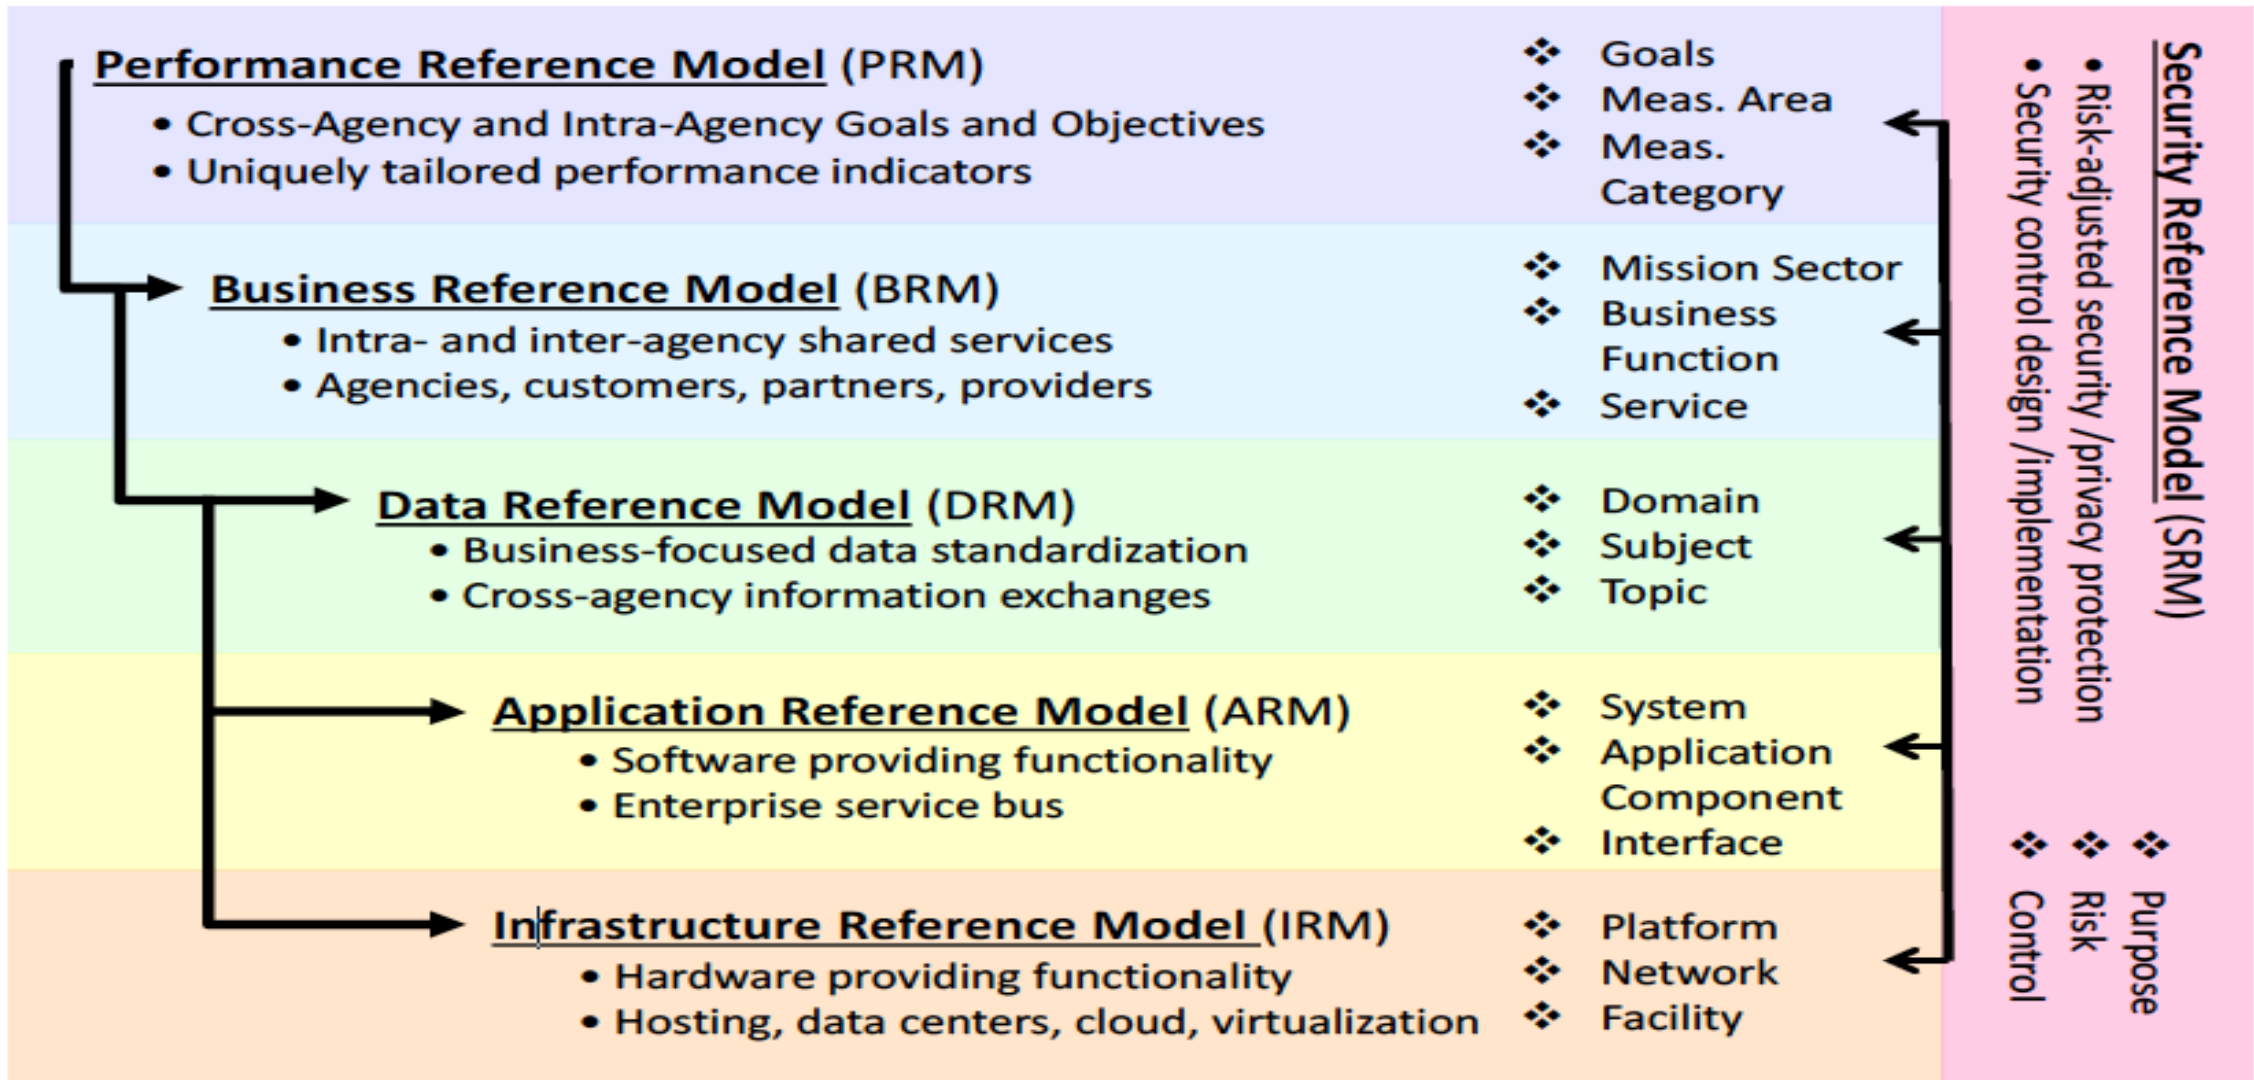 Performance Reference Model (PRM)
• Cross-Agency and Intra-Agency Goals and Objectives
• Uniquely tailored performance indicators
❖ Goals
❖ Meas. Area
❖ Meas.
Category
Business Reference Model (BRM)
• Intra- and inter-agency shared services
• Agencies, customers, partners, providers
❖ Mission Sector
❖ Business
Function
❖ Service
Data Reference Model (DRM)
• Business-focused data standardization
• Cross-agency information exchanges
❖ Domain
❖ Subject
❖ Topic
Application Reference Model (ARM)
• Software providing functionality
• Enterprise service bus
❖ System
❖ Application
Component
❖ Interface
Infrastructure Reference Model (IRM)
• Hardware providing functionality
• Hosting, data centers, cloud, virtualization
❖ Platform
❖ Network
❖ Facility
Security Reference Model (SRM)
• Risk-adjusted security /privacy protection
• Security control design /implementation
❖ Purpose
❖ Risk
❖ Control